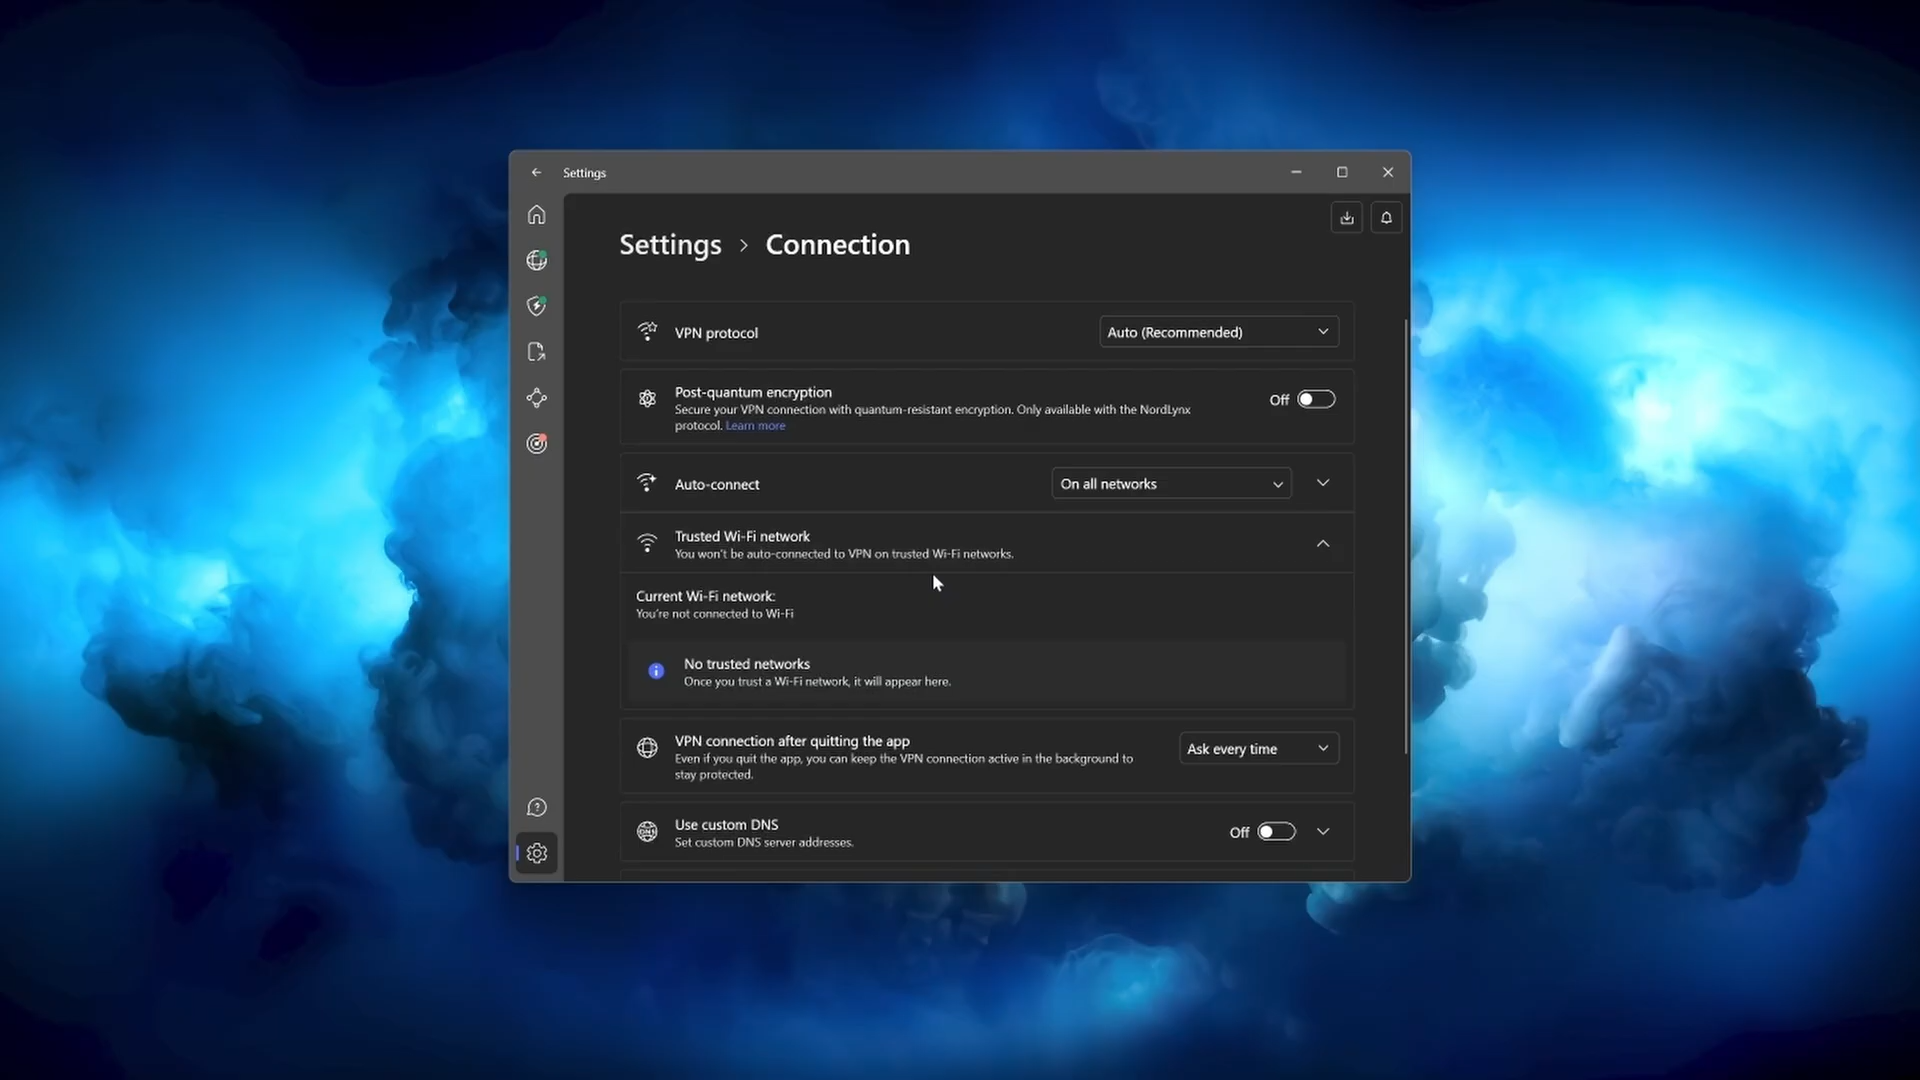 Settings
Settings > Connection
VPN protocol
Auto (Recommended)
Post-quantum encryption
Off
Secure your VPN connection with quantum-resistant encryption. Only available with the NordLynx
protocol. Learn more
Auto-connect
On all networks
Trusted Wi-Fi network
You won't be auto-connected to VPN on trusted Wi-Fi networks.
Current Wi-Fi network:
You're not connected to Wi-Fi
No trusted networks
Once you trust a Wi-Fi network, it will appear here.
VPN connection after quitting the app
Ask every time
Even if you quit the app, you can keep the VPN connection active in the background to
stay protected.
DNS
Use custom DNS
Off
Set custom DNS server addresses.